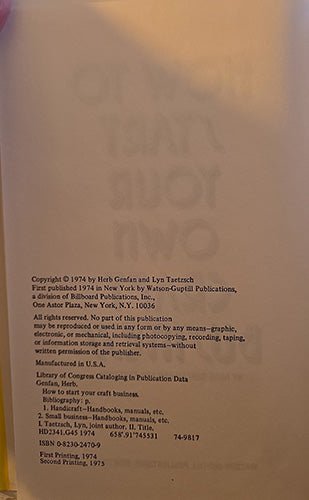 Copyright © 1974 by Herb Genfan and Lyn Taetzsch
First published 1974 in New York by Watson-Guptill Publications,
a division of Billboard Publications, Inc.,
One Astor Plaza, New York, N.Y. 10036
All rights reserved. No part of this publication
may be reproduced or used in any form or by any means—graphic,
electronic, or mechanical, including photocopying, recording, taping,
or information storage and retrieval systems—without
written permission of the publisher.
Manufactured in U.S.A.
Library of Congress Cataloging in Publication Data
Genfan, Herb.
How to start your craft business.
Bibliography: p.
1. Handicraft—Handbooks, manuals, etc.
2. Small business—Handbooks, manuals, etc.
I. Taetzsch, Lyn, joint author. II. Title.
HD2341.G45 1974 658'.91'745531 74-9817
ISBN 0-8230-2470-9
First Printing, 1974
Second Printing, 1975